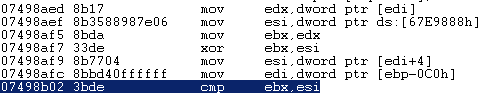 07498aed 8b17 mov edx,dword ptr [edi]
07498aef 8b3588987e06 mov esi,dword ptr ds:[67E9888h]
07498af5 8bda mov ebx,edx
07498af7 33de xor ebx,esi
07498af9 8b7704 mov esi,dword ptr [edi+4]
07498afc 8bbd40ffffff mov edi,dword ptr [ebp-0C0h]
07498b02 3bde cmp ebx,esi